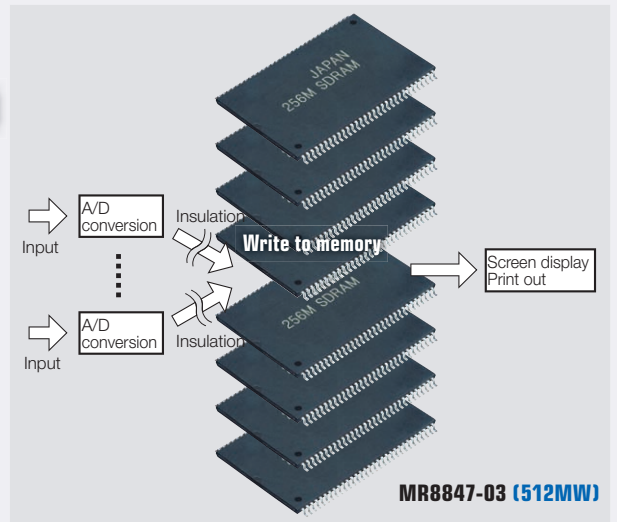 JAPAN
256M SDRAM
A/D
conversion
Insulation
Input
Write to memory
Screen display
Print out
256M SDRAM
A/D
conversion
Insulation
Input
MR8847-03 (512MW)